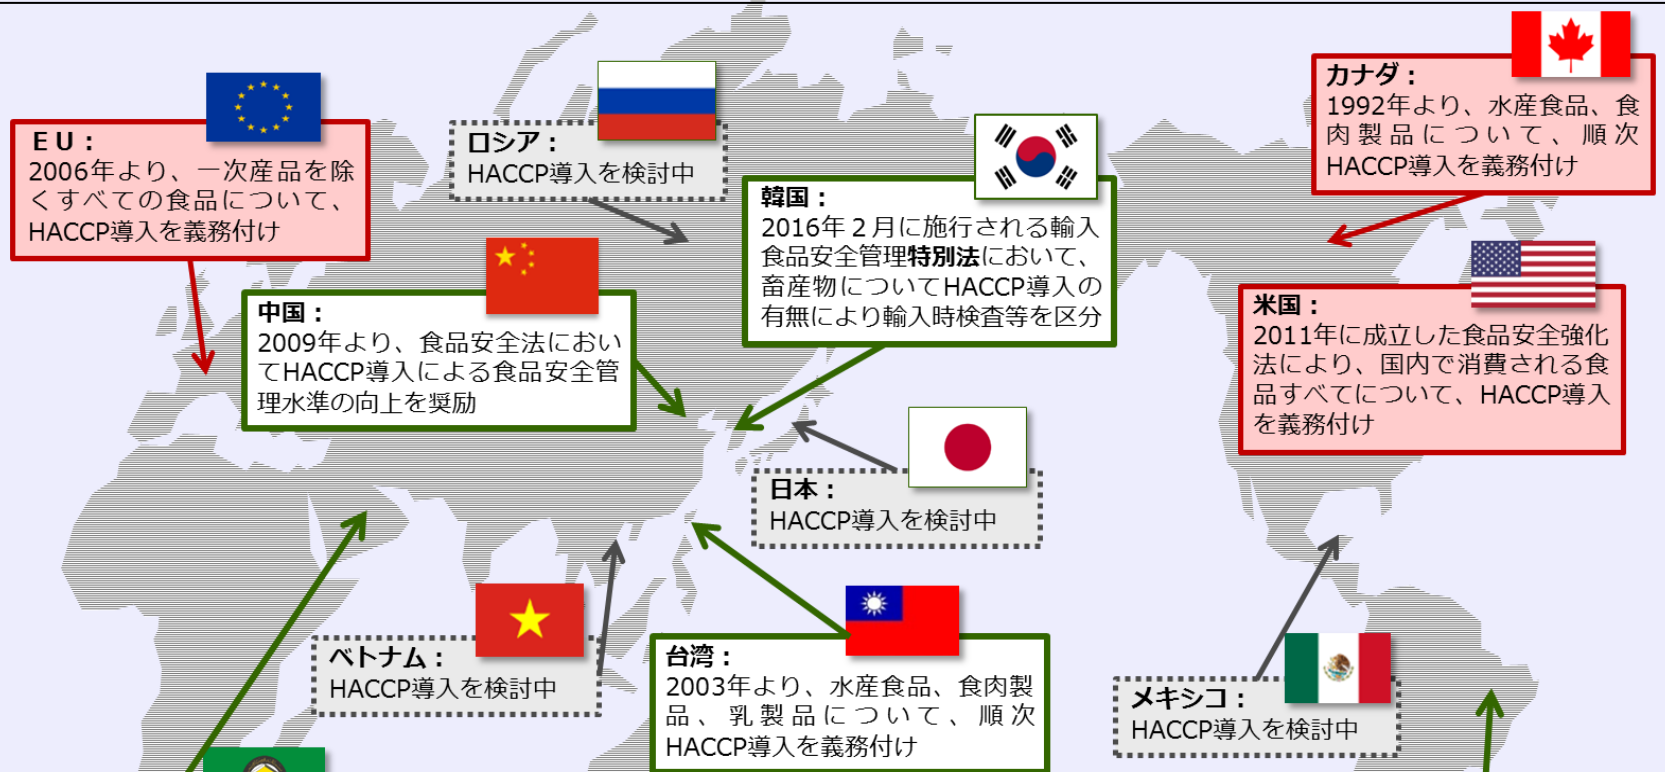 カナダ：
1992年より、水産食品、食
肉製品について、順次
HACCP導入を義務付け
ＥＵ：
2006年より、一次産品を除
くすべての食品について、
HACCP導入を義務付け
ロシア：
HACCP導入を検討中
韓国：
2016年２月に施行される輸入
食品安全管理特別法において、
畜産物についてHACCP導入の
有無により輸入時検査等を区分
中国：
2009年より、食品安全法におい
てHACCP導入による食品安全管
理水準の向上を奨励
米国：
2011年に成立した食品安全強化
法により、国内で消費される食
品すべてについて、HACCP導入
を義務付け
日本：
HACCP導入を検討中
ベトナム：
HACCP導入を検討中
台湾：
2003年より、水産食品、食肉製
品、乳製品について、順次
HACCP導入を義務付け
メキシコ：
HACCP導入を検討中